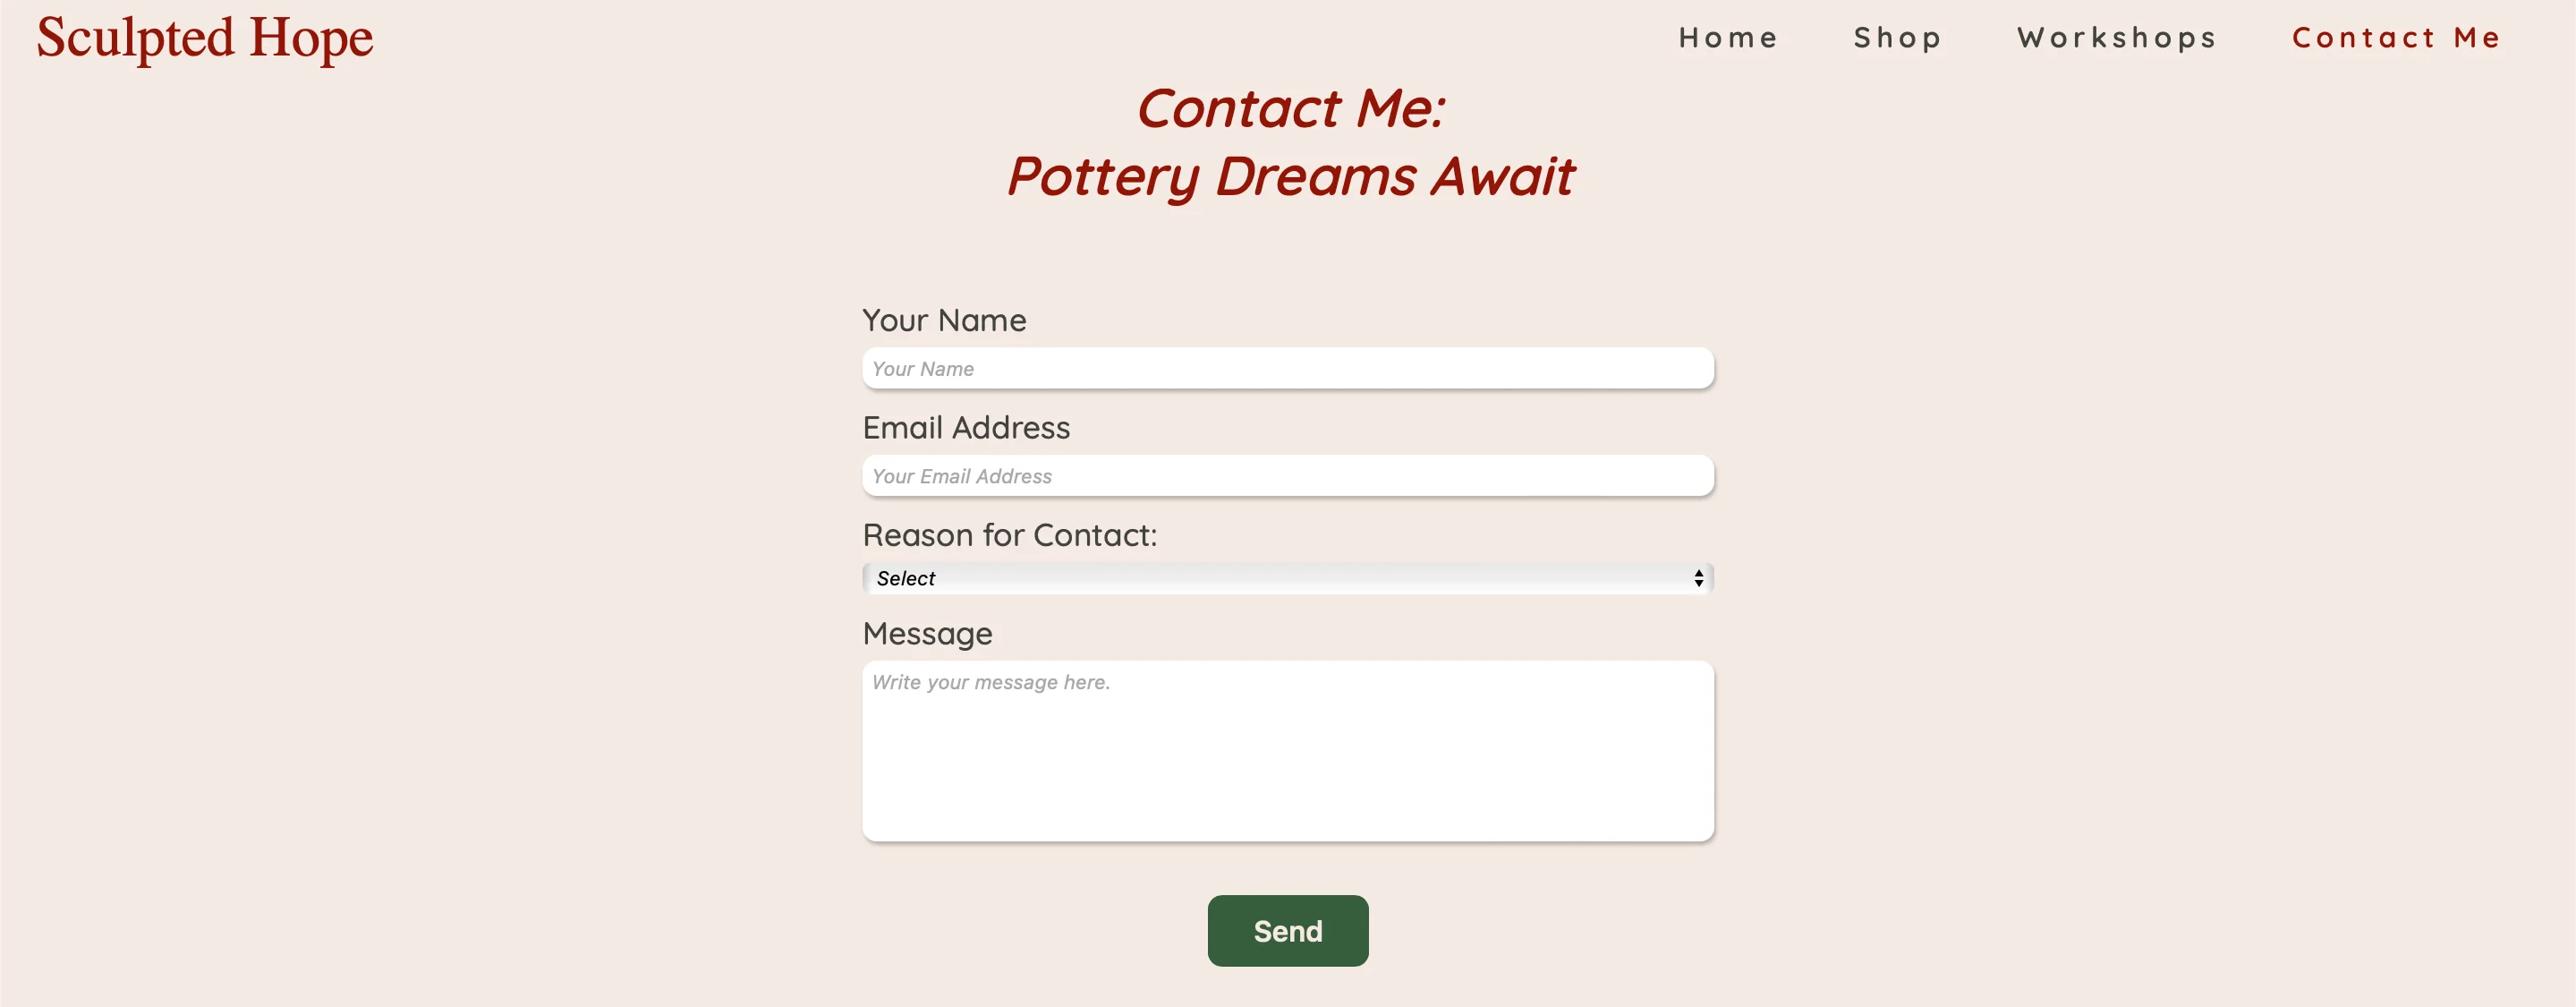 Sculpted Hope
Home Shop Workshops Contact Me
Contact Me:
Pottery Dreams Await
Your Name
Your Name
Email Address
Your Email Address
Reason for Contact:
Select
Message
Write your message here.
Send